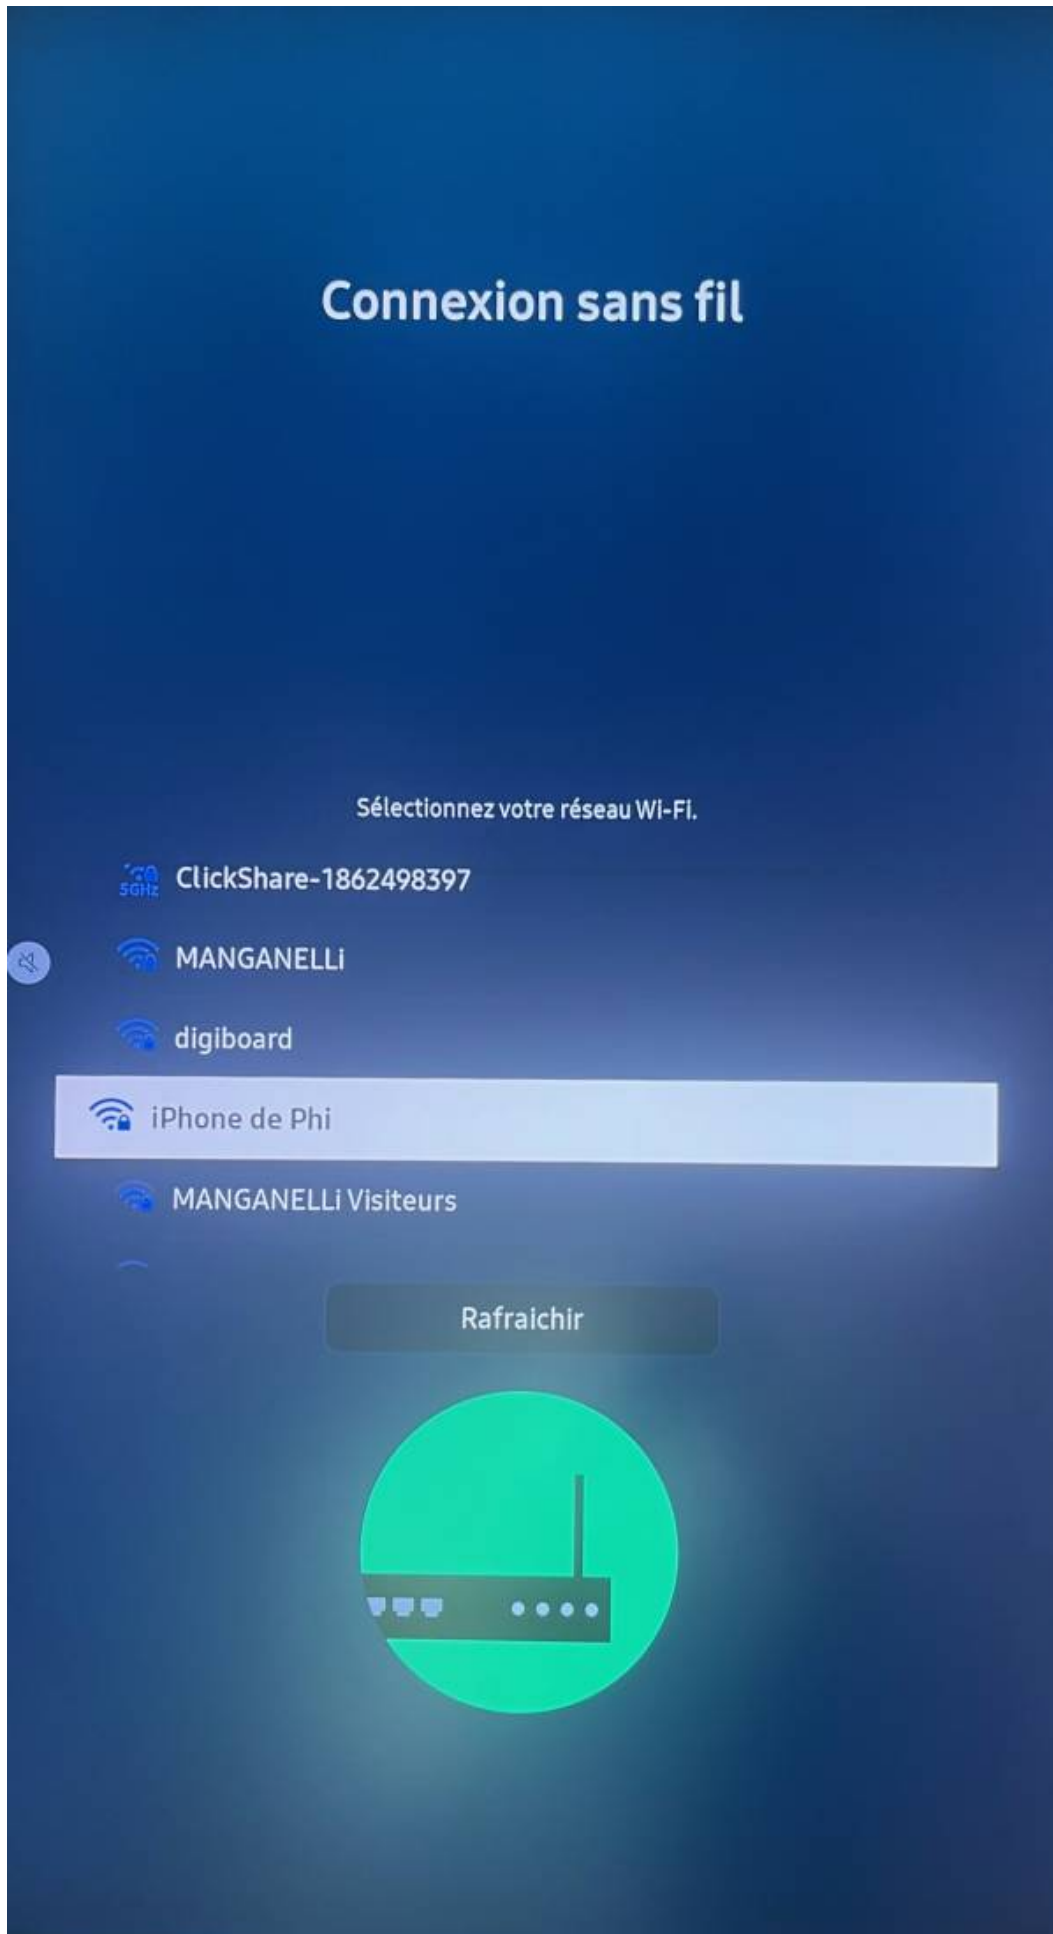 Connexion sans fil
Sélectionnez votre réseau Wi-Fi.
5GHz ClickShare-1862498397
MANGANELLi
digiboard
iPhone de Phi
MANGANELLi Visiteurs
Rafraichir